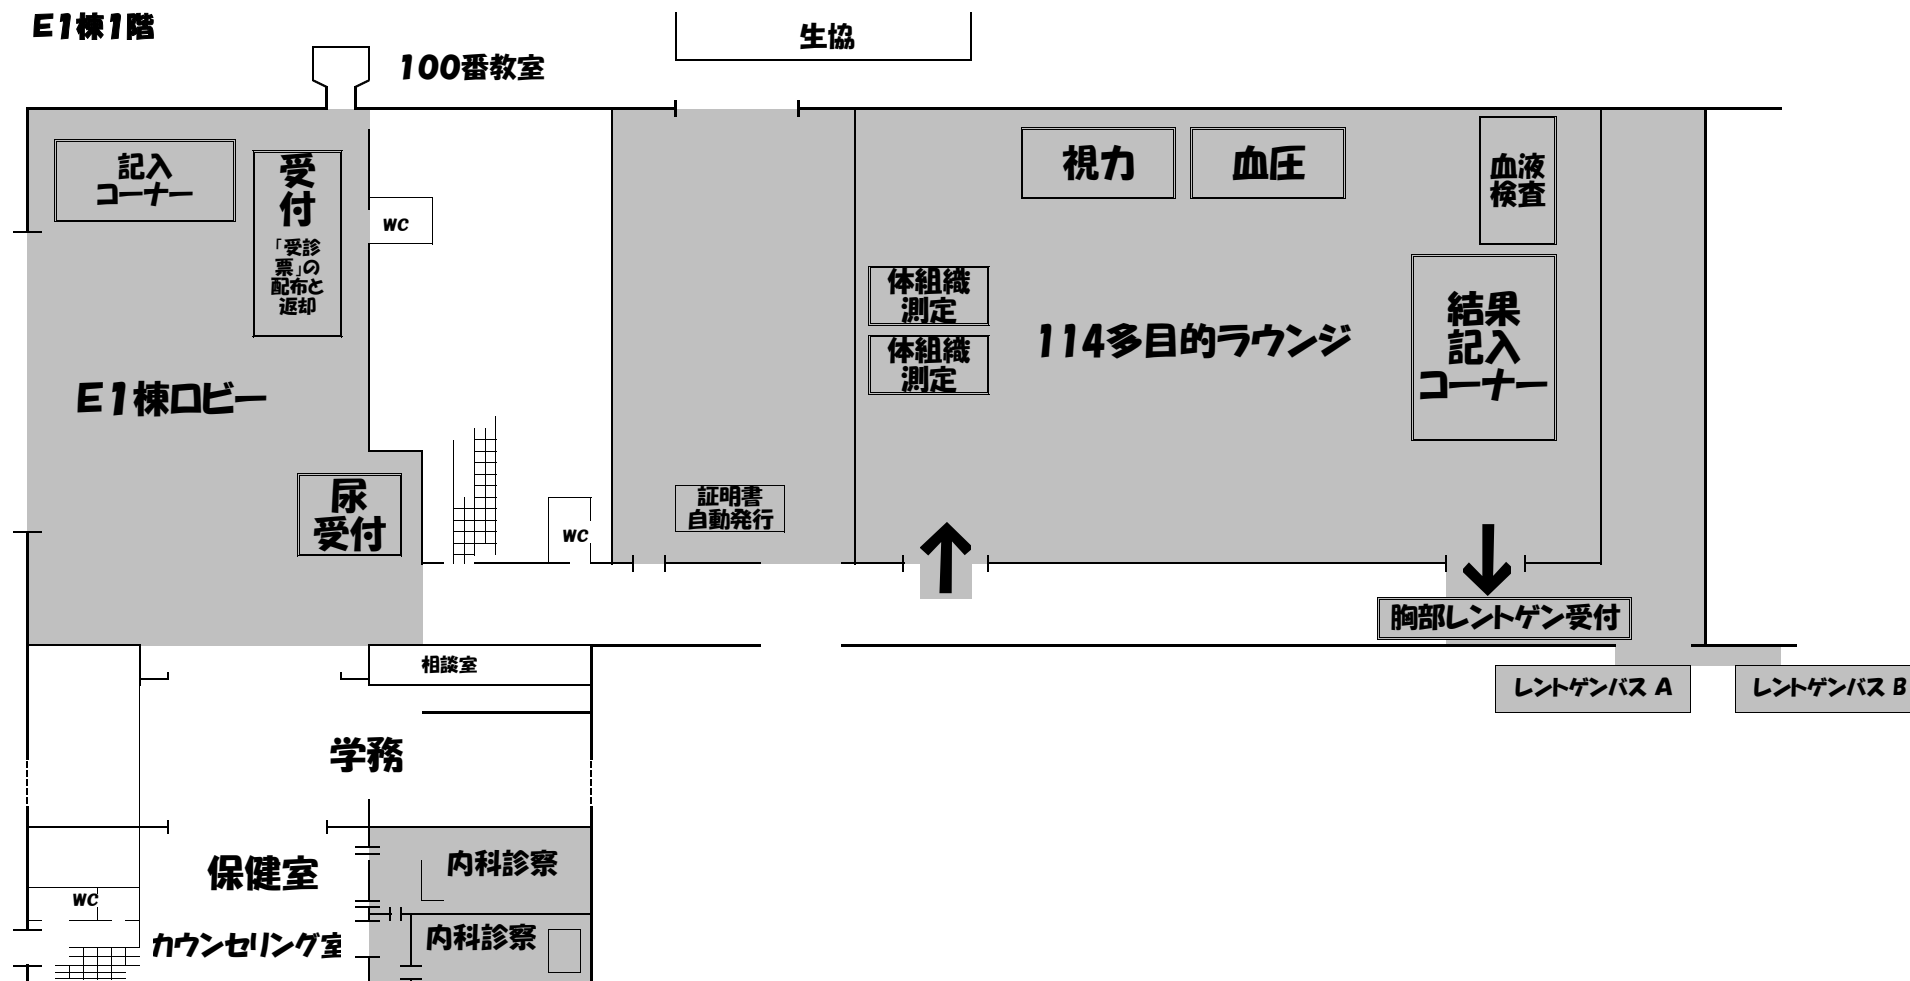 E1棟1階
生協
100番教室
記入
コーナー
受
付
「受診
票」の
配布と
返却
WC
視力
血圧
血液
検査
体組織
測定
体組織
測定
114多目的ラウンジ
結果
記入
コーナー
E1棟ロビー
尿
受付
WC
証明書
自動発行
胸部レントゲン受付
相談室
レントゲンバス A
レントゲンバス B
学務
保健室
内科診察
WC
カウンセリング室
内科診察